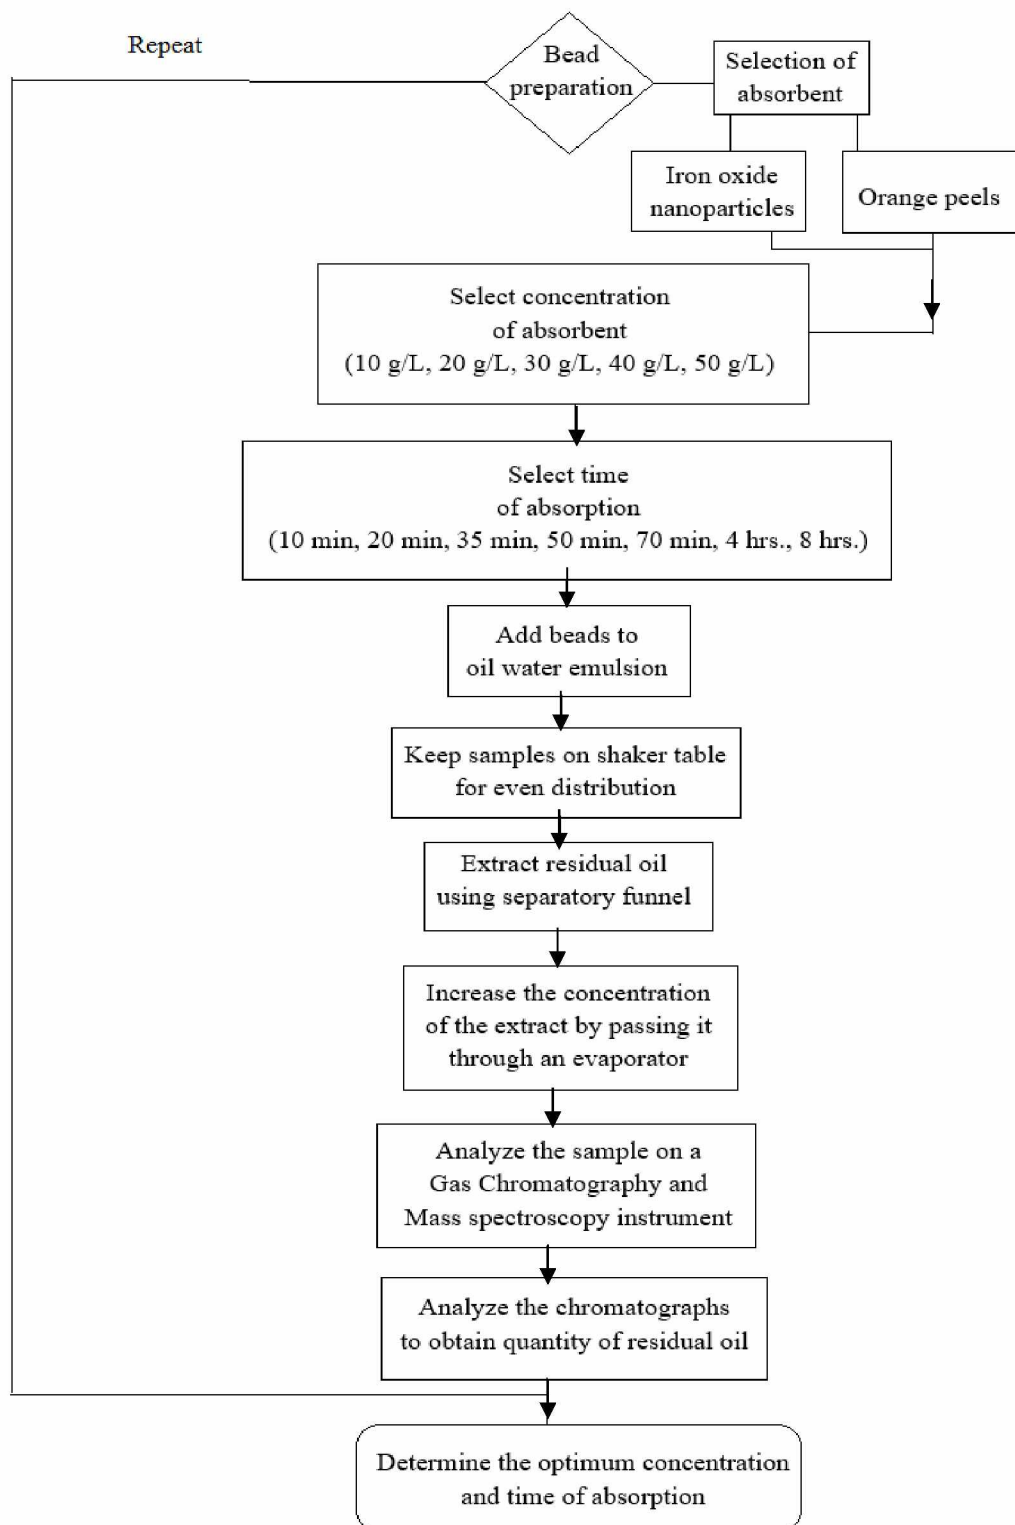 Repeat
Bead
preparation
Selection of
absorbent
Iron oxide
nanoparticles
Orange peels
Select concentration
of absorbent
(10 g/L, 20 g/L, 30 g/L, 40 g/L, 50 g/L)
Select time
of absorption
(10 min, 20 min, 35 min, 50 min, 70 min, 4 hrs., 8 hrs.)
Add beads to
oil water emulsion
Keep samples on shaker table
for even distribution
Extract residual oil
using separatory funnel
Increase the concentration
of the extract by passing it
through an evaporator
Analyze the sample on a
Gas Chromatography and
Mass spectroscopy instrument
Analyze the chromatographs
to obtain quantity of residual oil
Determine the optimum concentration
and time of absorption